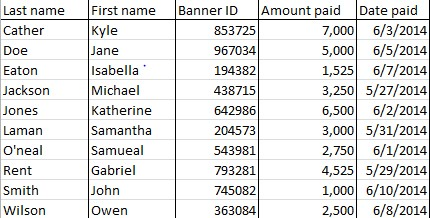 Last name First name Banner ID Amount paid Date paid
Cather Kyle 853725 7,000 6/3/2014
Doe Jane 967034 5,000 6/5/2014
Eaton Isabella 194382 1,525 6/7/2014
Jackson Michael 438715 3,250 5/27/2014
Jones Katherine 642986 6,500 6/2/2014
Laman Samantha 204573 3,000 5/31/2014
O'neal Samueal 543981 2,750 6/1/2014
Rent Gabriel 793281 4,525 5/29/2014
Smith John 745082 1,000 6/10/2014
Wilson Owen 363084 2,500 6/8/2014